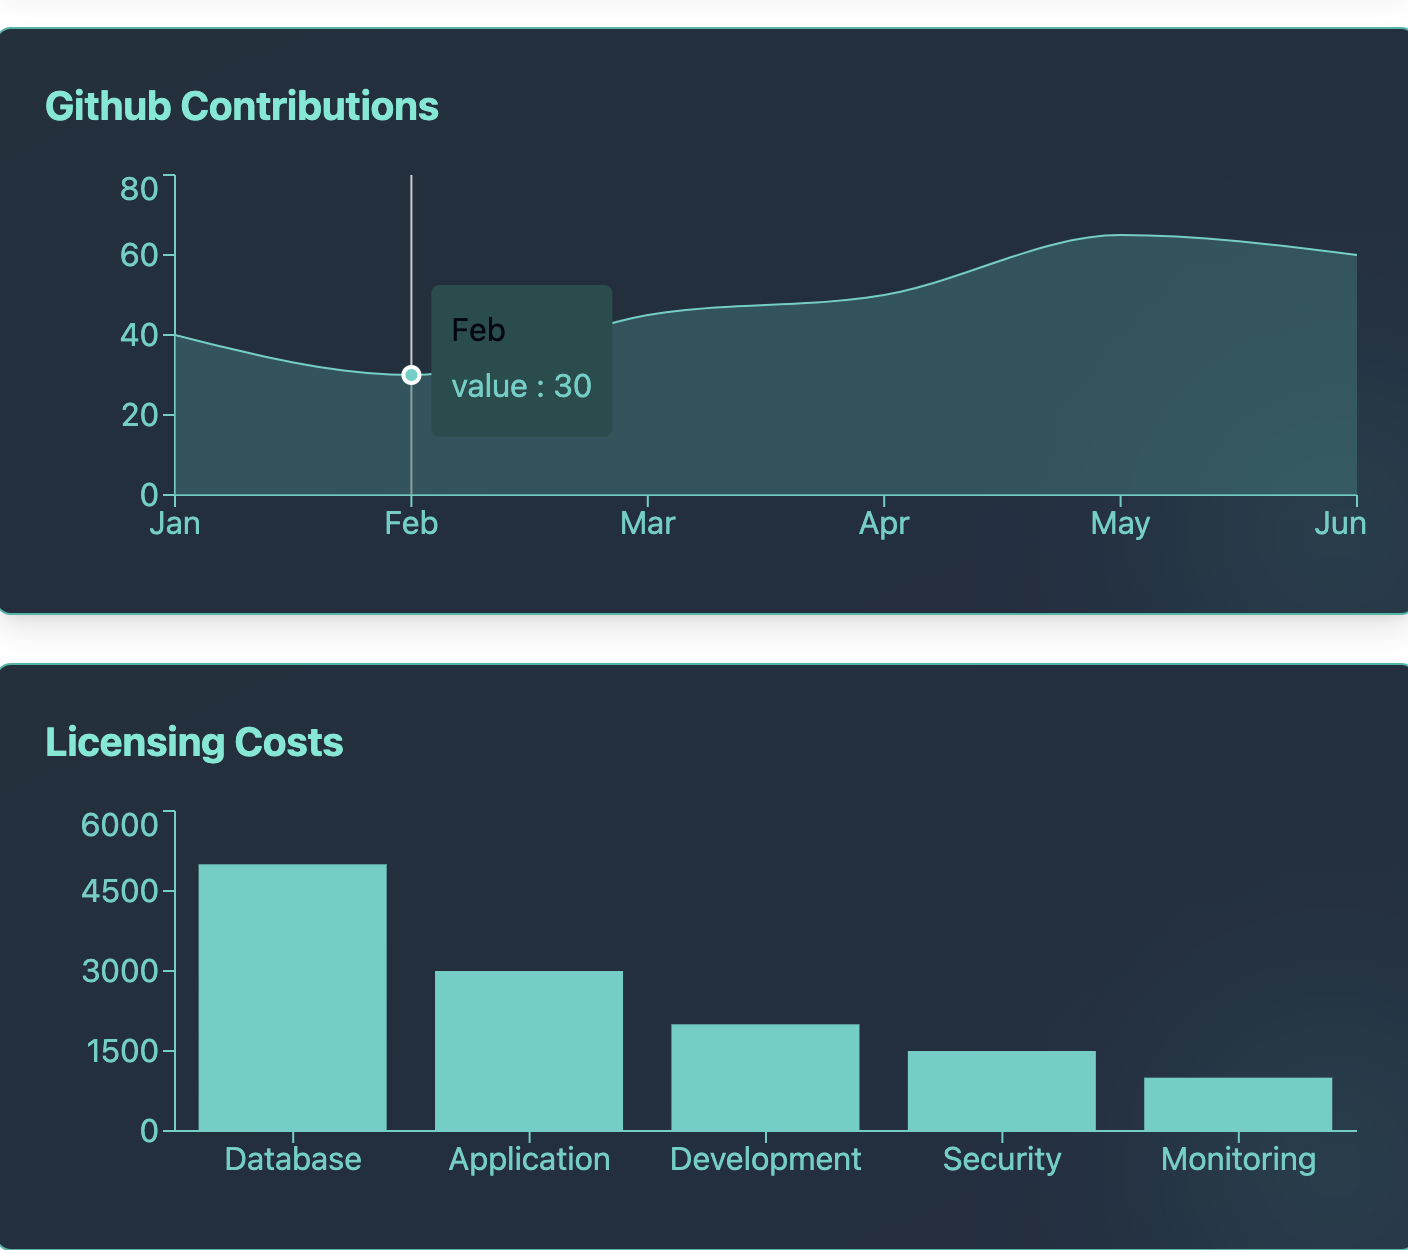 Github Contributions
80
60
40
20
0
Feb
value : 30
Jan Feb Mar Apr May Jun
Licensing Costs
6000
4500
3000
1500
0
Database Application Development Security Monitoring